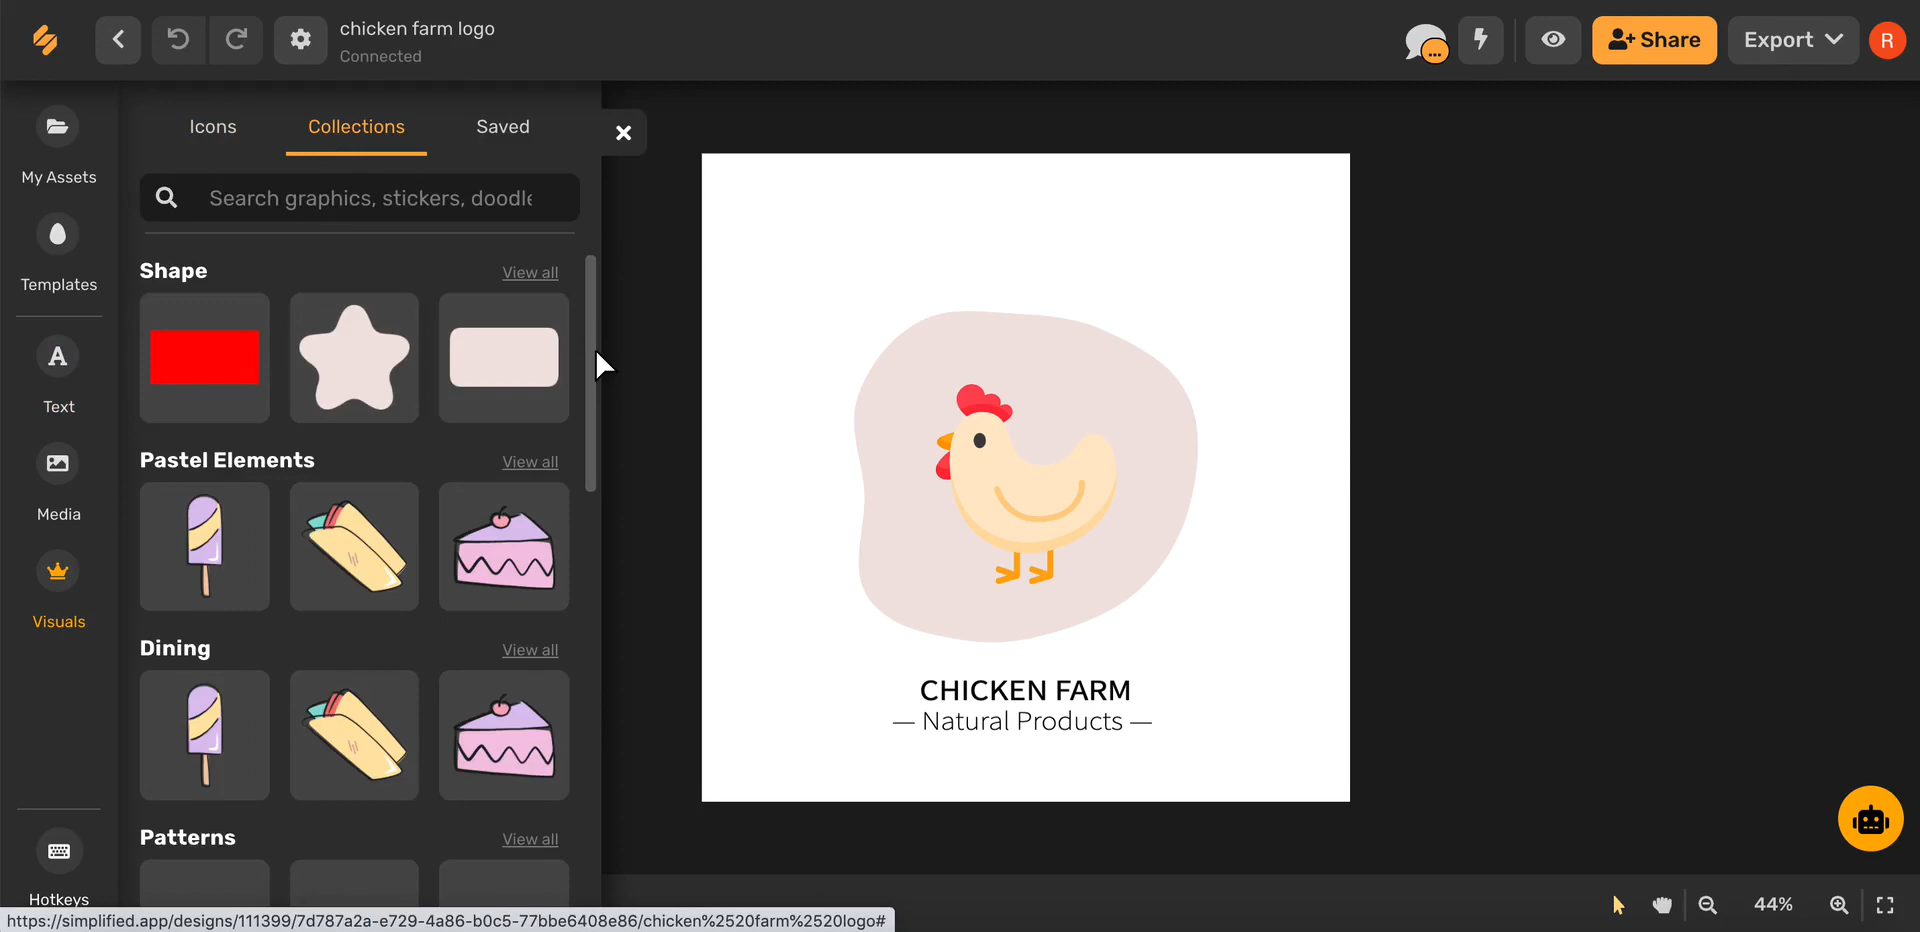 chicken farm logo
Connected
Share
Export
R
My Assets
Templates
Text
Media
Visuals
Hotkeys
Icons
Collections
Saved
Search graphics, stickers, doodle
Shape
View all
Pastel Elements
View all
Dining
View all
Patterns
View all
CHICKEN FARM
— Natural Products —
44%
https://simplified.app/designs/111399/7d787a2a-e729-4a86-b0c5-77bbe6408e86/chicken%2520farm%2520logo#